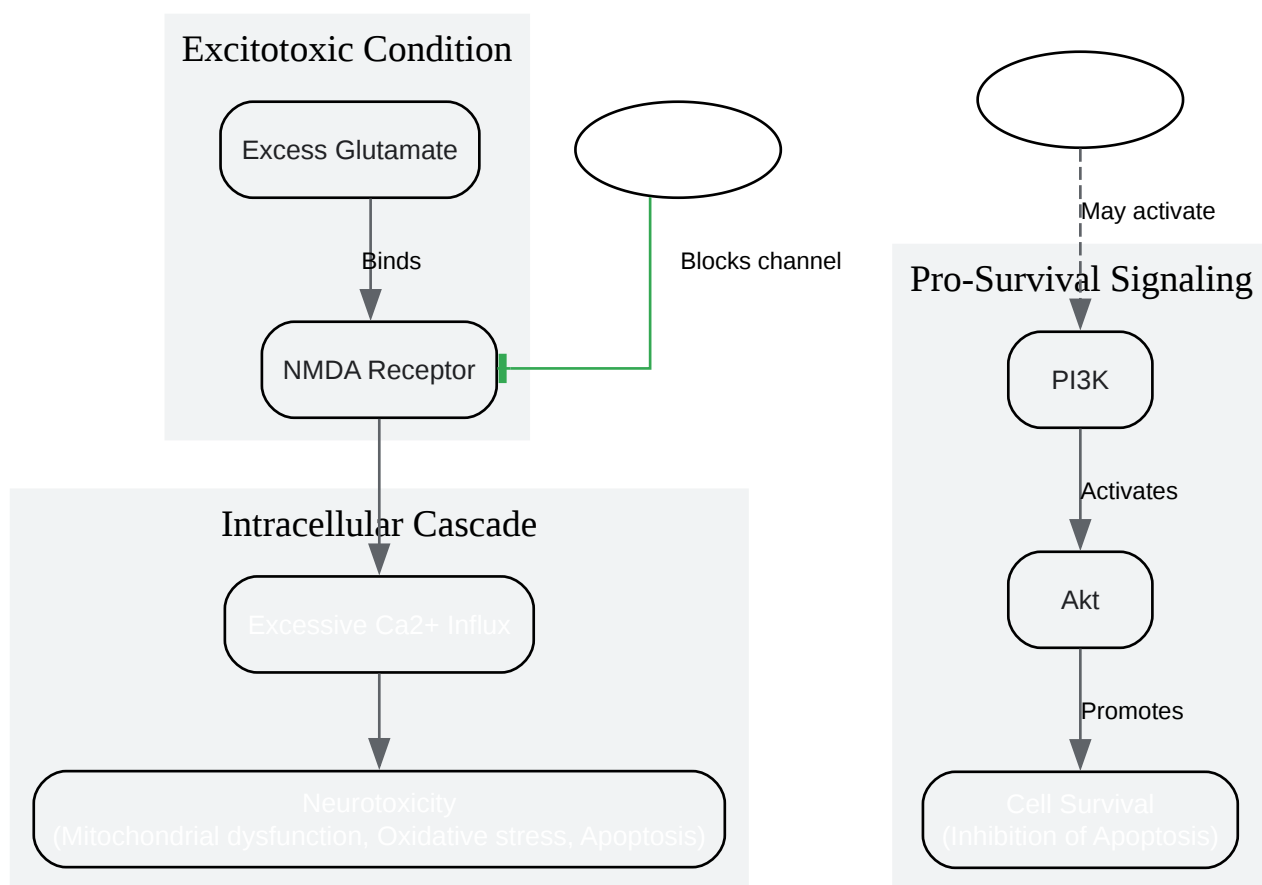 Excitotoxic Condition
Excess Glutamate
Binds
NMDA Receptor
Blocks channel
Intracellular Cascade
Excessive Ca2+ Influx
Neurotoxicity
(Mitochondrial dysfunction, Oxidative stress, Apoptosis)
May activate
Pro-Survival Signaling
PI3K
Activates
Akt
Promotes
Cell Survival
(Inhibition of Apoptosis)